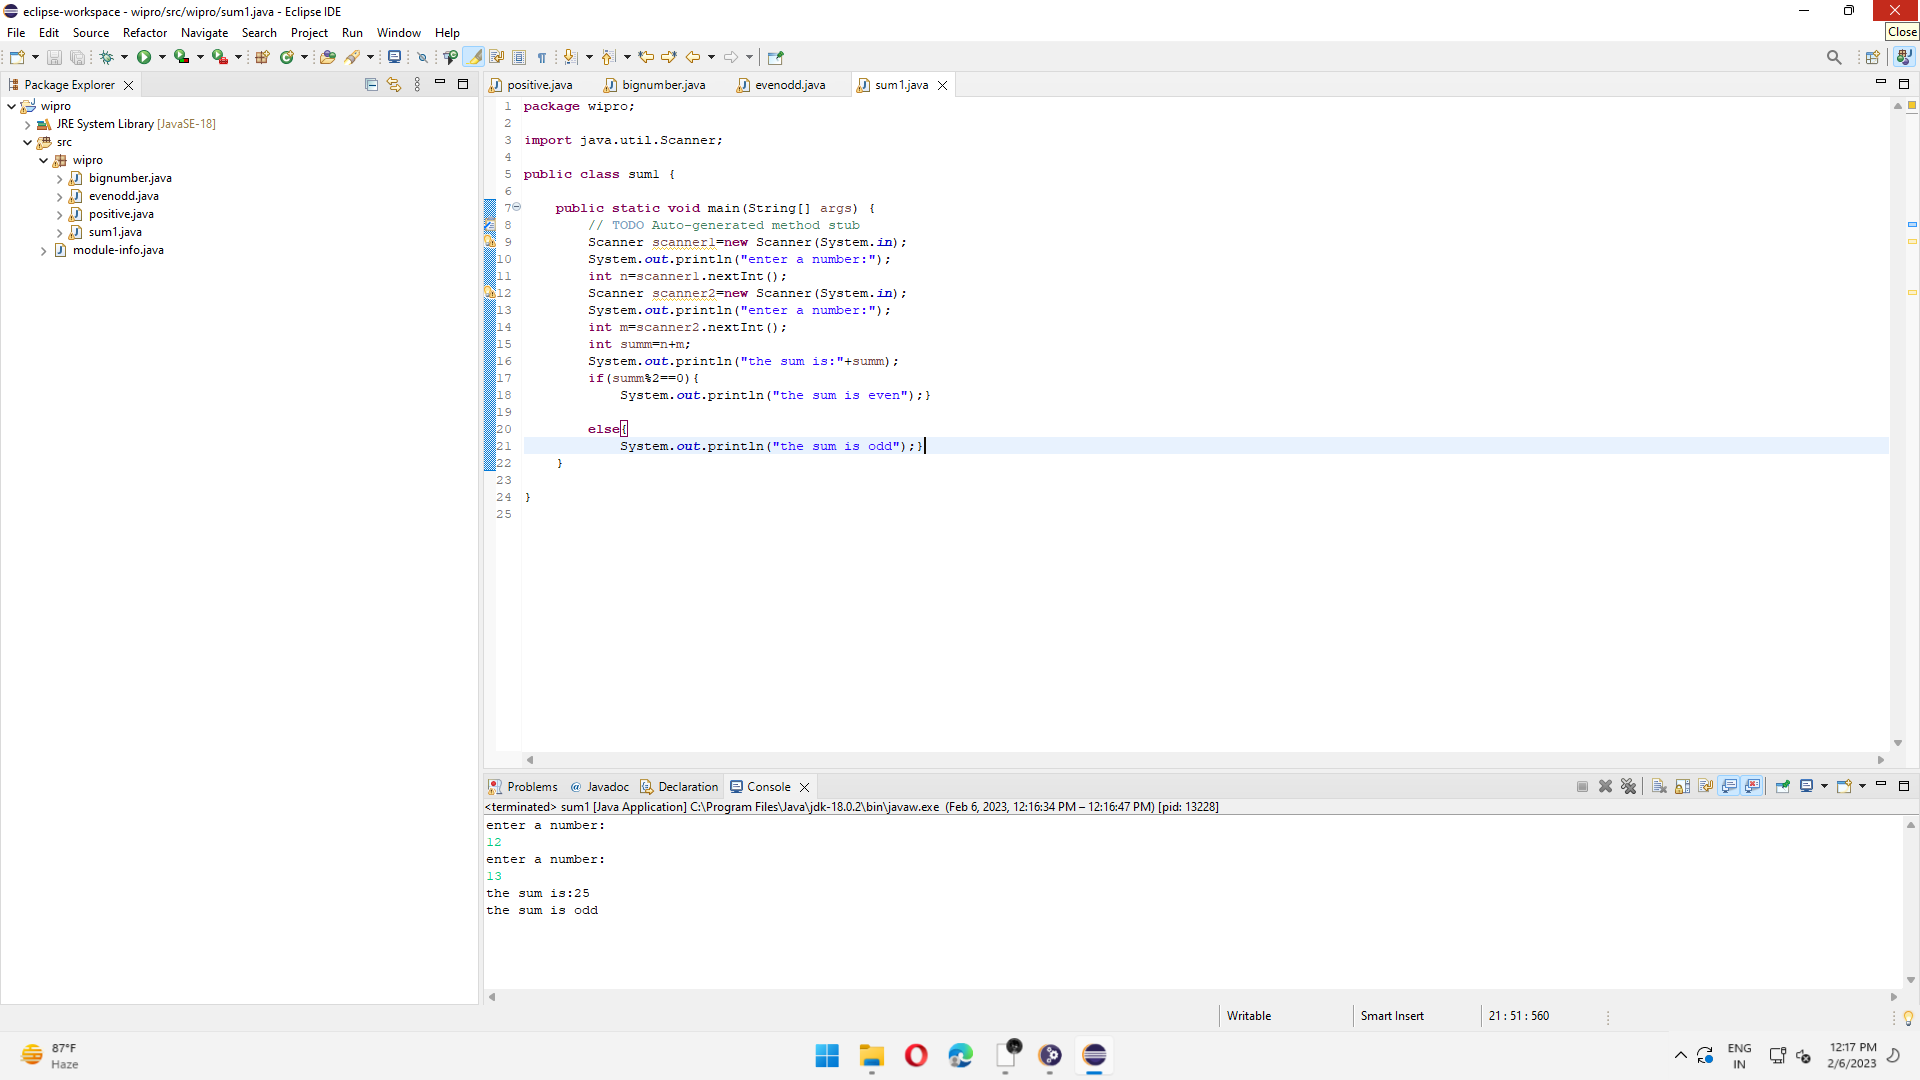 eclipse-workspace - wipro/src/wipro/sum1.java - Eclipse IDE
Close
File Edit Source Refactor Navigate Search Project Run Window Help
Package Explorer
wipro
JRE System Library [JavaSE-18]
src
wipro
bignumber.java
evenodd.java
positive.java
sum1.java
module-info.java
positive.java bignumber.java evenodd.java sum1.java
1 package wipro;
2
3 import java.util.Scanner;
4
5 public class sum1 {
6
7 public static void main(String[] args) {
8 // TODO Auto-generated method stub
9 Scanner scanner1=new Scanner(System.in);
10 System.out.println("enter a number:");
11 int n=scanner1.nextInt();
12 Scanner scanner2=new Scanner(System.in);
13 System.out.println("enter a number:");
14 int m=scanner2.nextInt();
15 int summ=n+m;
16 System.out.println("the sum is:"+summ);
17 if(summ%2==0){
18 System.out.println("the sum is even");}
19
20 else{
21 System.out.println("the sum is odd");}
22 }
23
24 }
25
Problems @ Javadoc Declaration Console
<terminated> sum1 [Java Application] C:\Program Files\Java\jdk-18.0.2\bin\javaw.exe (Feb 6, 2023, 12:16:34 PM – 12:16:47 PM) [pid: 13228]
enter a number:
12
enter a number:
13
the sum is:25
the sum is odd
Writable Smart Insert 21 : 51 : 560
87°F
Haze
ENG
IN
12:17 PM
2/6/2023